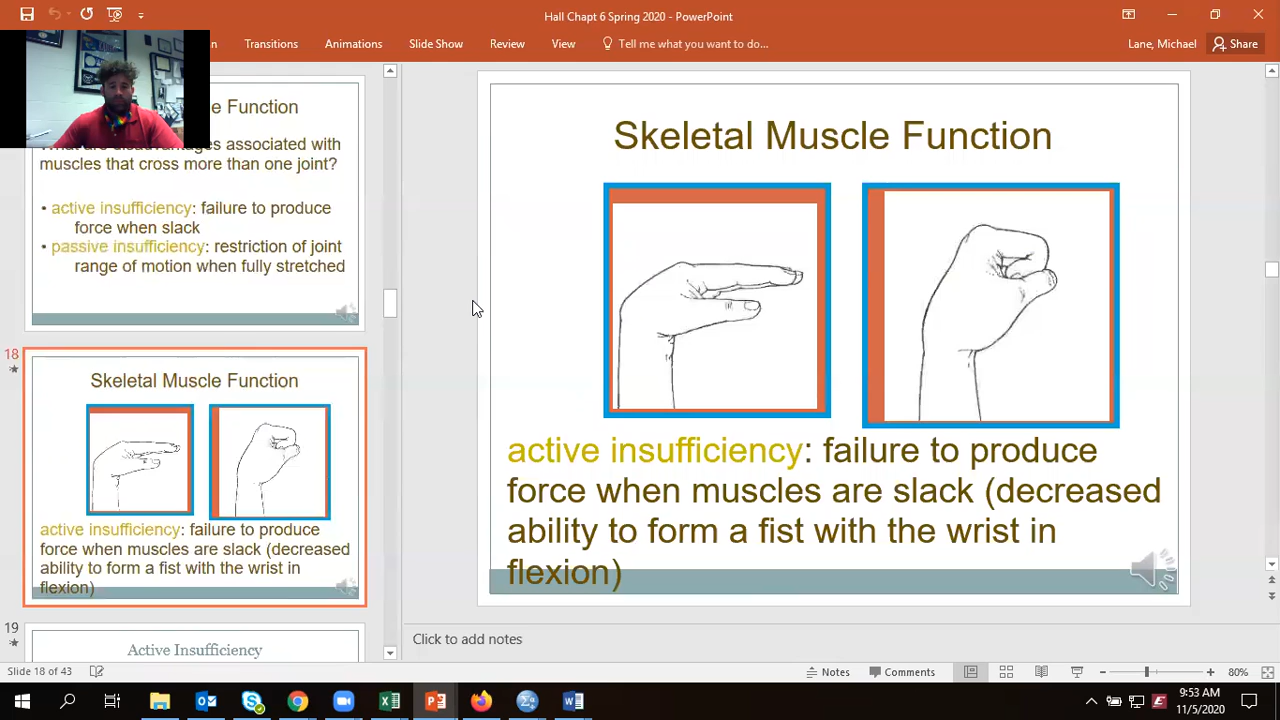 Hall Chapt 6 Spring 2020 - PowerPoint
Transitions Animations Slide Show Review View Tell me what you want to do... Lane, Michael Share
e Function
What are disadvantages associated with
muscles that cross more than one joint?
• active insufficiency: failure to produce
force when slack
• passive insufficiency: restriction of joint
range of motion when fully stretched
18
Skeletal Muscle Function
active insufficiency: failure to produce
force when muscles are slack (decreased
ability to form a fist with the wrist in
flexion)
19
Active Insufficiency
Skeletal Muscle Function
active insufficiency: failure to produce
force when muscles are slack (decreased
ability to form a fist with the wrist in
flexion)
Click to add notes
Slide 18 of 43 Notes Comments 80%
9:53 AM
11/5/2020